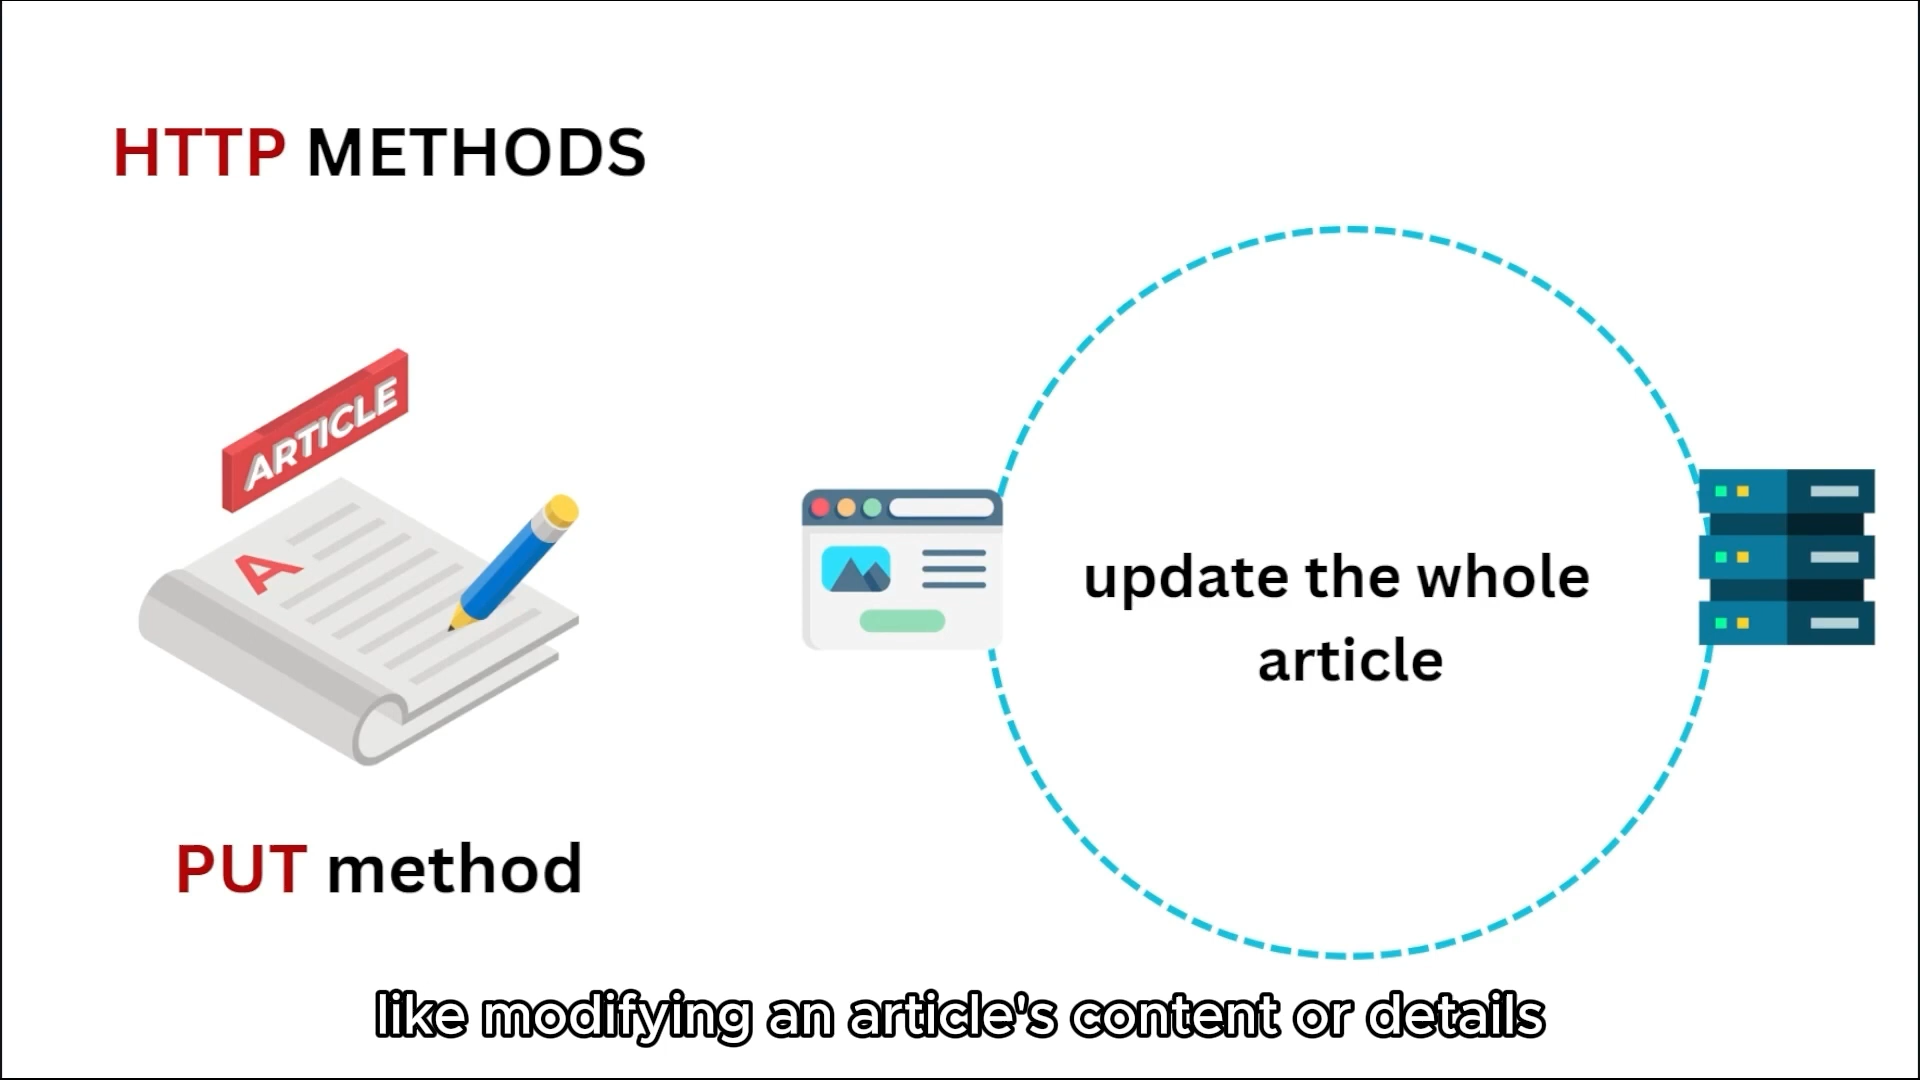 HTTP METHODS
ARTICLE
A
PUT method
update the whole
article
like modifying an article's content or details